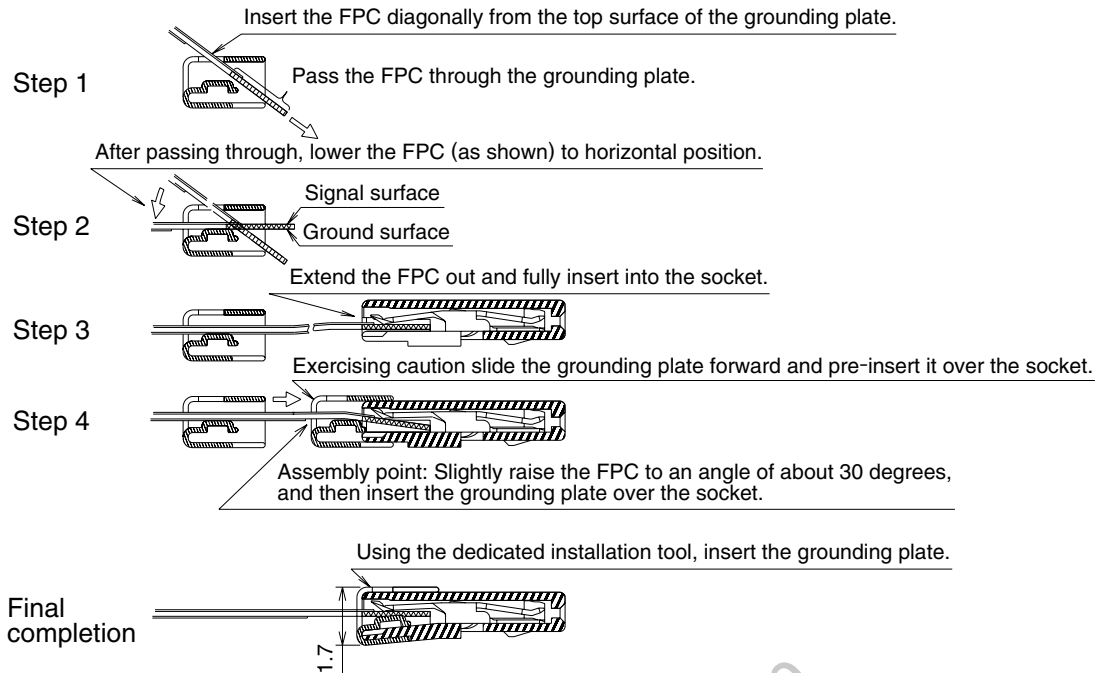 Insert the FPC diagonally from the top surface of the grounding plate.
Step 1
Pass the FPC through the grounding plate.
After passing through, lower the FPC (as shown) to horizontal position.
Step 2
Signal surface
Ground surface
Extend the FPC out and fully insert into the socket.
Step 3
Exercising caution slide the grounding plate forward and pre-insert it over the socket.
Step 4
Assembly point: Slightly raise the FPC to an angle of about 30 degrees,
and then insert the grounding plate over the socket.
Using the dedicated installation tool, insert the grounding plate.
Final
completion
1.7